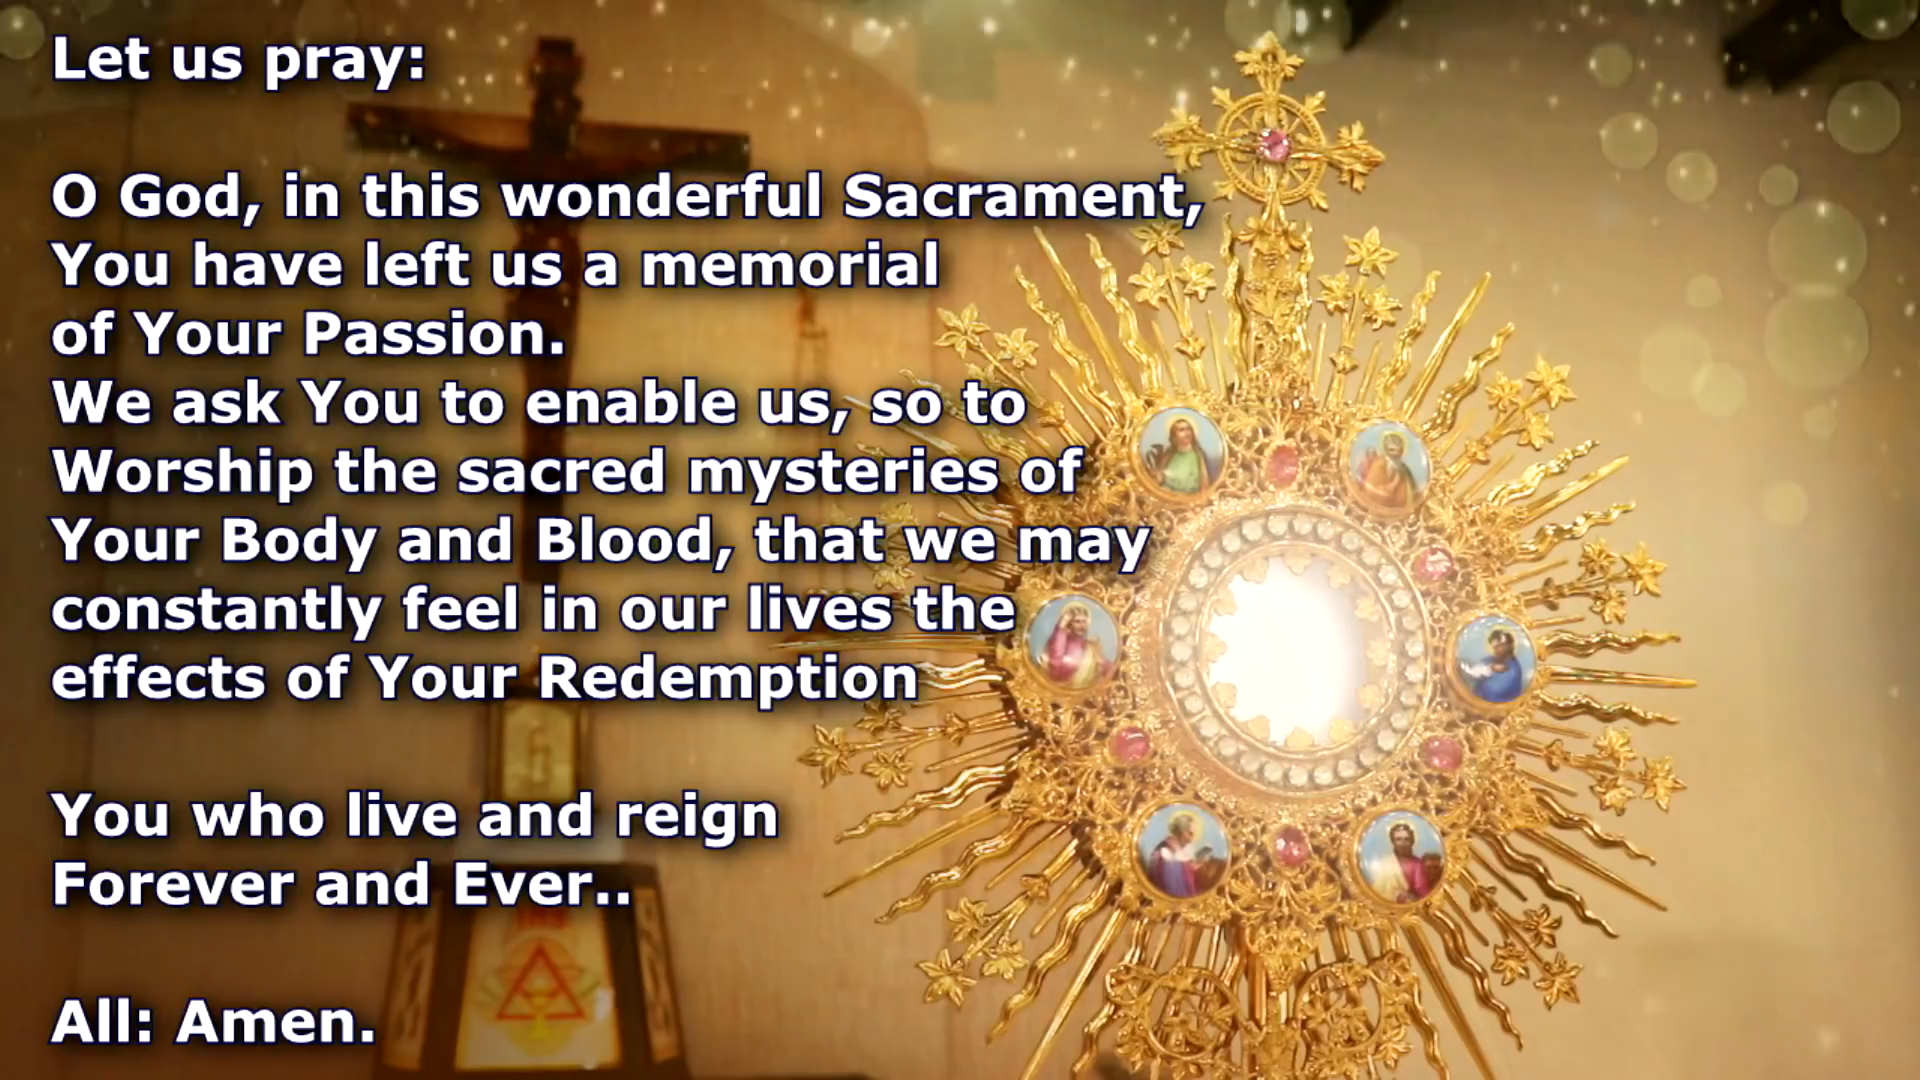 Let us pray:
O God, in this wonderful Sacrament,
You have left us a memorial
of Your Passion.
We ask You to enable us, so to
Worship the sacred mysteries of
Your Body and Blood, that we may
constantly feel in our lives the
effects of Your Redemption
You who live and reign
Forever and Ever..
All: Amen.